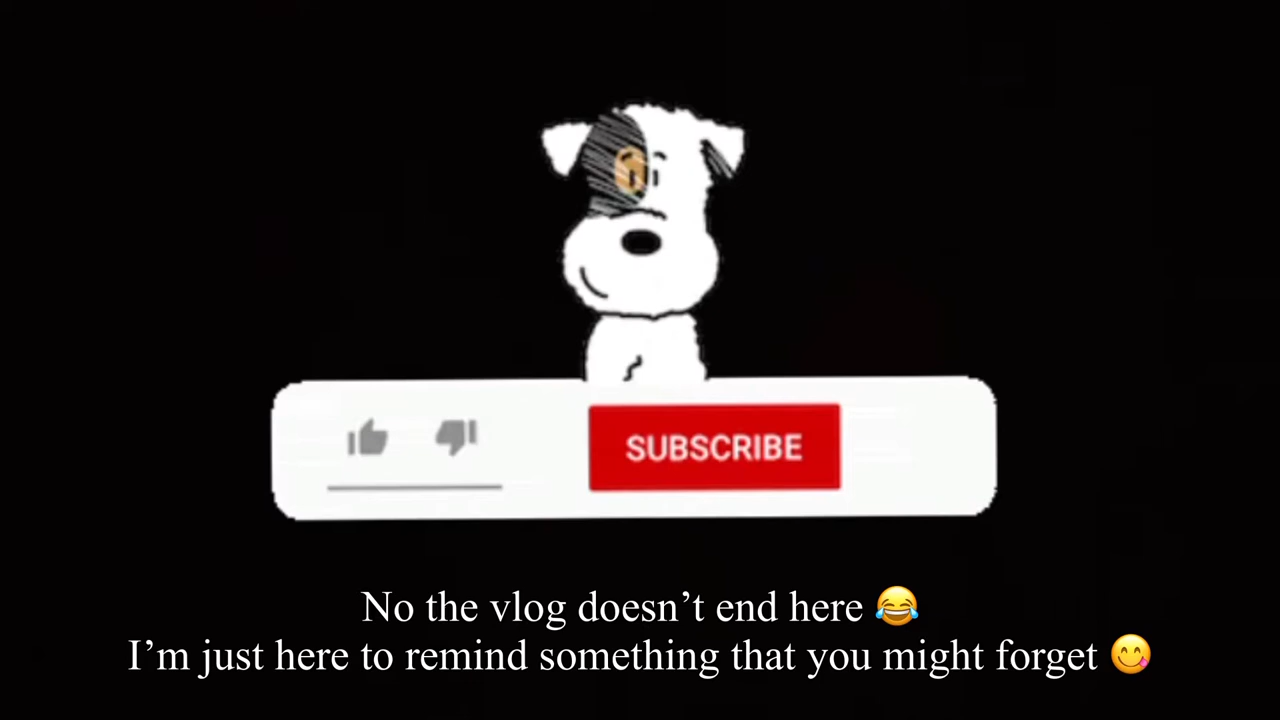 SUBSCRIBE
No the vlog doesn’t end here 😂
I’m just here to remind something that you might forget 😋